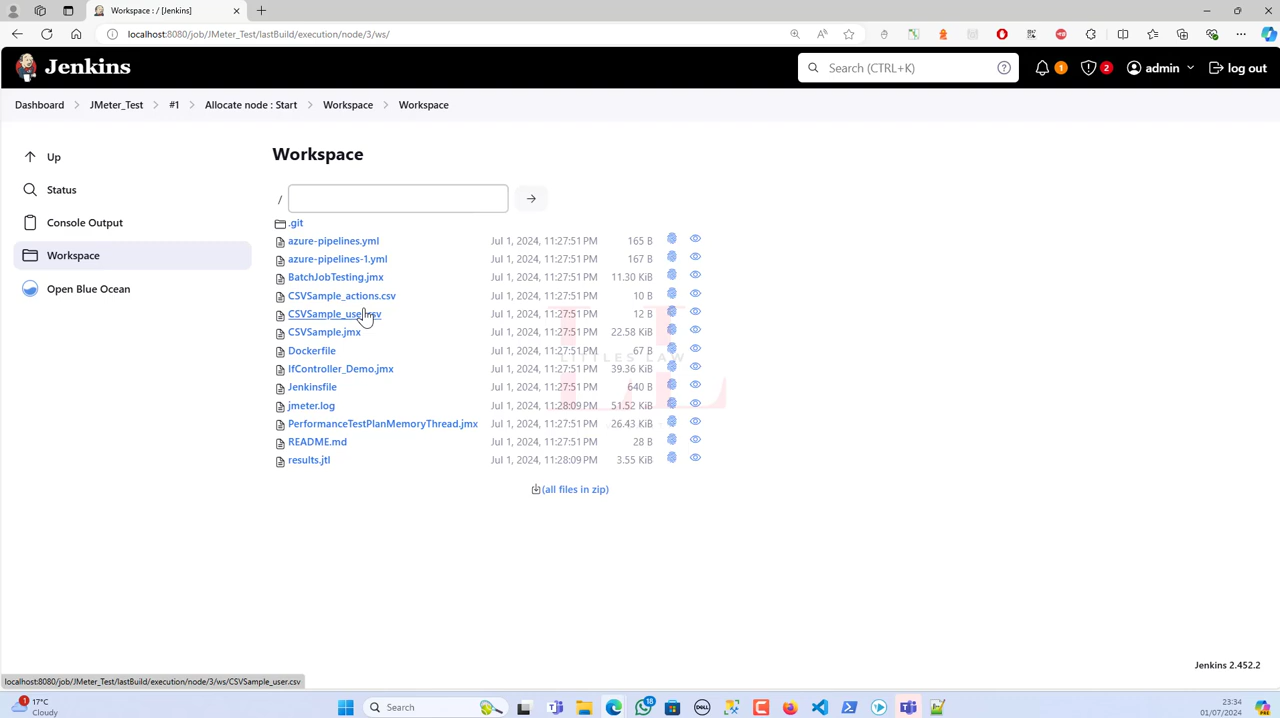 Workspace : / [Jenkins]
localhost:8080/job/JMeter_Test/lastBuild/execution/node/3/ws/
Jenkins
Search (CTRL+K)
1
2
admin
log out
Dashboard
JMeter_Test
#1
Allocate node : Start
Workspace
Workspace
Up
Status
Console Output
Workspace
Open Blue Ocean
Workspace
/
.git
azure-pipelines.yml Jul 1, 2024, 11:27:51 PM 165 B
azure-pipelines-1.yml Jul 1, 2024, 11:27:51 PM 167 B
BatchJobTesting.jmx Jul 1, 2024, 11:27:51 PM 11.30 KiB
CSVSample_actions.csv Jul 1, 2024, 11:27:51 PM 10 B
CSVSample_user.csv Jul 1, 2024, 11:27:51 PM 12 B
CSVSample.jmx Jul 1, 2024, 11:27:51 PM 22.58 KiB
Dockerfile Jul 1, 2024, 11:27:51 PM 67 B
LITTLES LAW
IfController_Demo.jmx Jul 1, 2024, 11:27:51 PM 39.36 KiB
Jenkinsfile Jul 1, 2024, 11:27:51 PM 640 B
jmeter.log Jul 1, 2024, 11:28:09 PM 51.52 KiB
PerformanceTestPlanMemoryThread.jmx Jul 1, 2024, 11:27:51 PM 26.43 KiB
README.md Jul 1, 2024, 11:27:51 PM 28 B
results.jtl Jul 1, 2024, 11:28:09 PM 3.55 KiB
(all files in zip)
Jenkins 2.452.2
localhost:8080/job/JMeter_Test/lastBuild/execution/node/3/ws/CSVSample_user.csv
1
17°C
Cloudy
Search
18
DELL
23:34
01/07/2024